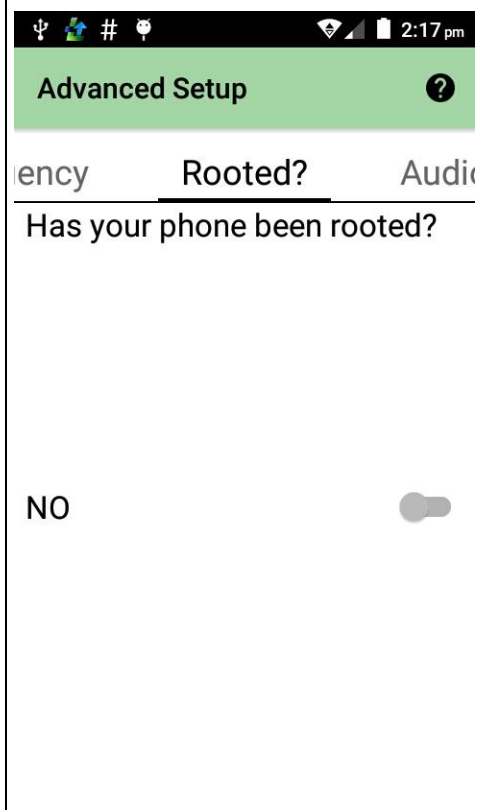 # 2:17 pm
Advanced Setup ?
ency Rooted? Audi
Has your phone been rooted?
NO